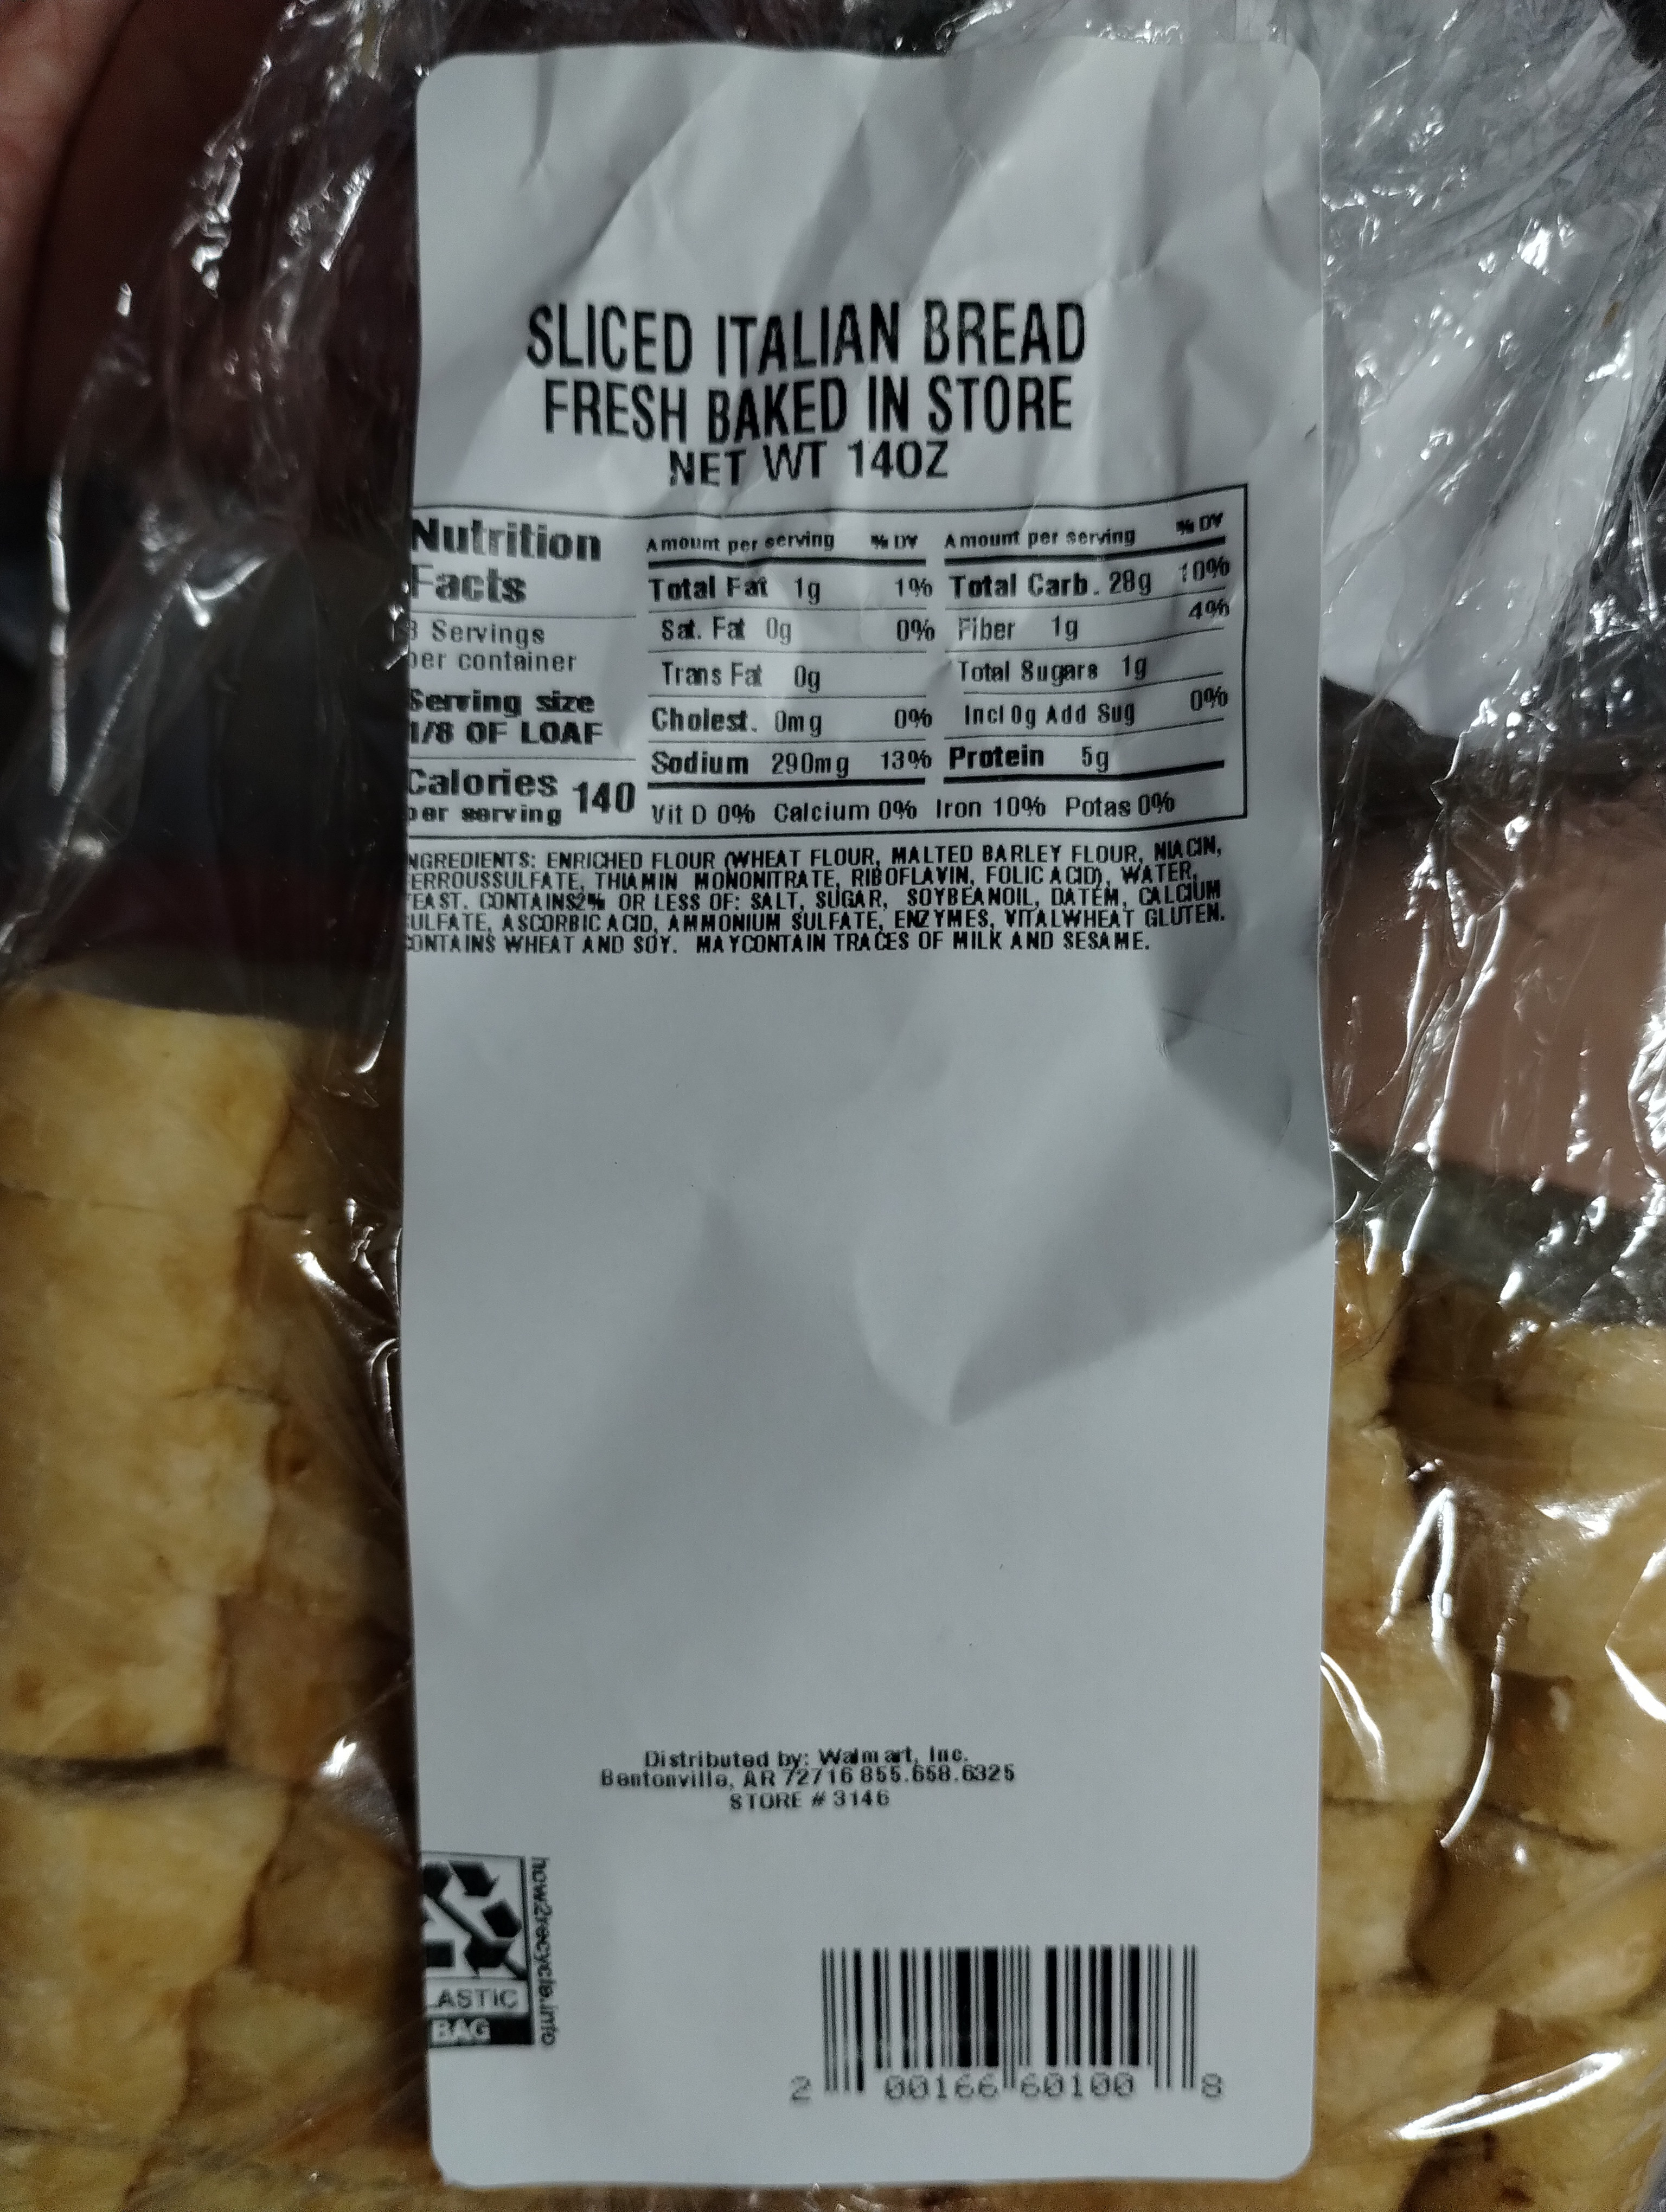 SLICED ITALIAN BREAD
FRESH BAKED IN STORE
NET WT 14OZ
Nutrition
Facts
8 Servings
per container
Serving size
1/8 OF LOAF
Calories
per serving 140
Amount per serving % DV
Total Fat 1g 1%
Sat. Fat 0g 0%
Trans Fat 0g
Cholest. 0mg 0%
Sodium 290mg 13%
Amount per serving % DV
Total Carb. 28g 10%
Fiber 1g 4%
Total Sugars 1g
Incl 0g Add Sug 0%
Protein 5g
Vit D 0% Calcium 0% Iron 10% Potas 0%
NGREDIENTS: ENRICHED FLOUR (WHEAT FLOUR, MALTED BARLEY FLOUR, NIACIN,
ERROUSSULFATE, THIAMIN MONONITRATE, RIBOFLAVIN, FOLIC ACID), WATER,
YEAST. CONTAINS2% OR LESS OF: SALT, SUGAR, SOYBEANOIL, DATEM, CALCIUM
SULFATE, ASCORBIC ACID, AMMONIUM SULFATE, ENZYMES, VITALWHEAT GLUTEN.
CONTAINS WHEAT AND SOY. MAYCONTAIN TRACES OF MILK AND SESAME.
Distributed by: Walmart, Inc.
Bentonville, AR 72716 855.658.6325
STORE # 3146
how2recycle.info
LASTIC
BAG
2 00166 60100 8